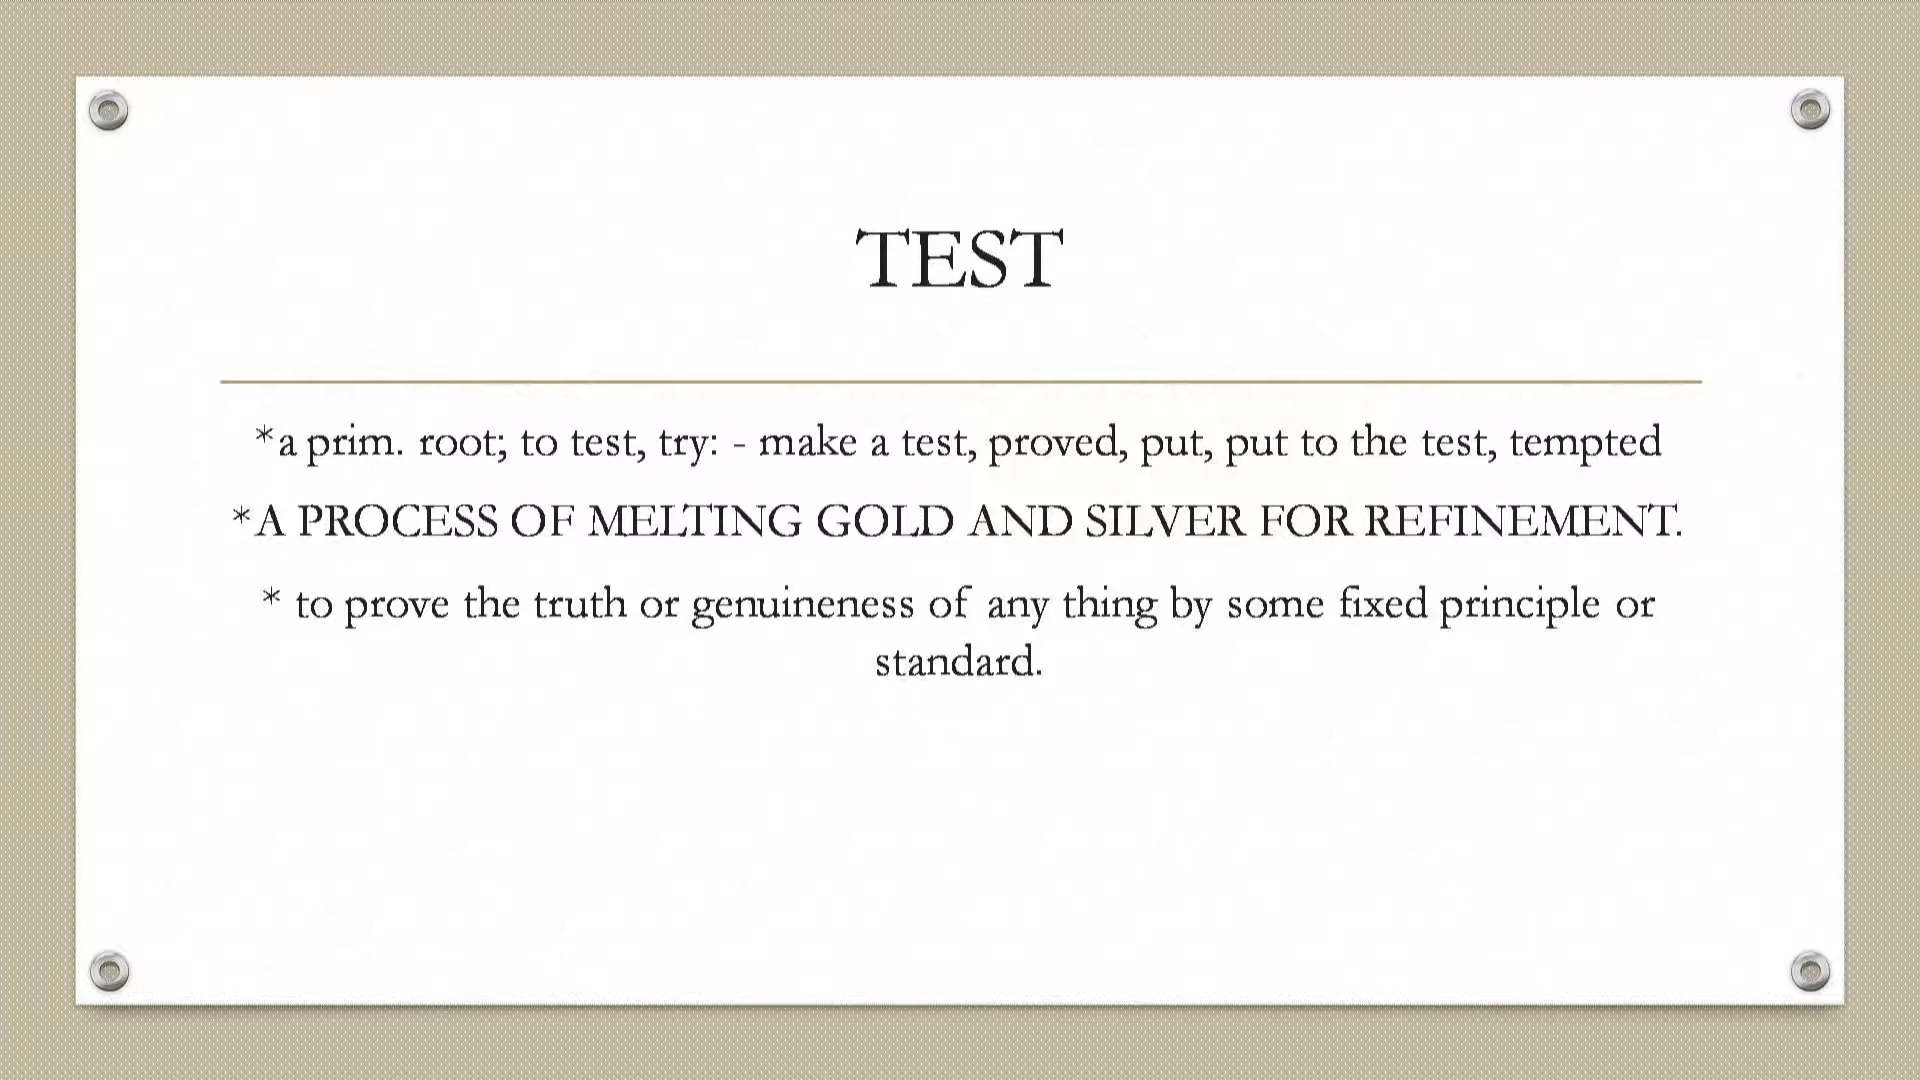 TEST
*a prim. root; to test, try: - make a test, proved, put, put to the test, tempted
*A PROCESS OF MELTING GOLD AND SILVER FOR REFINEMENT.
* to prove the truth or genuineness of any thing by some fixed principle or
standard.